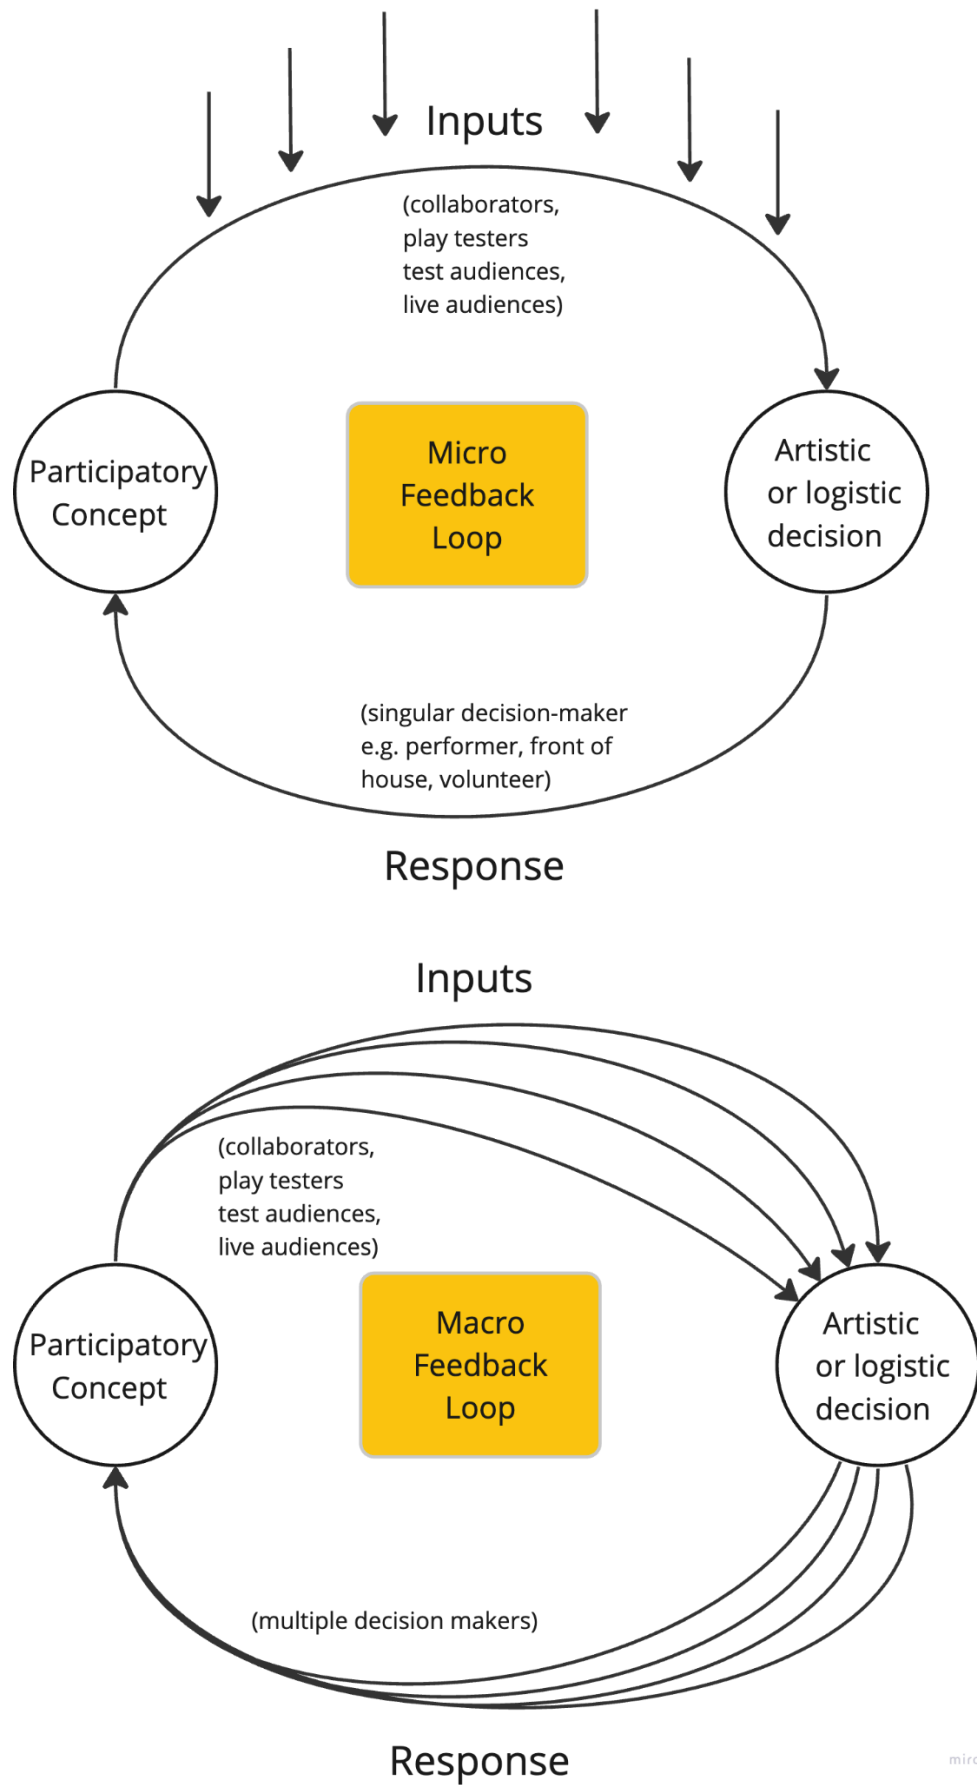 Inputs
(collaborators,
play testers
test audiences,
live audiences)
Participatory
Concept
Micro
Feedback
Loop
Artistic
or logistic
decision
(singular decision-maker
e.g. performer, front of
house, volunteer)
Response
Inputs
(collaborators,
play testers
test audiences,
live audiences)
Participatory
Concept
Macro
Feedback
Loop
Artistic
or logistic
decision
(multiple decision makers)
Response